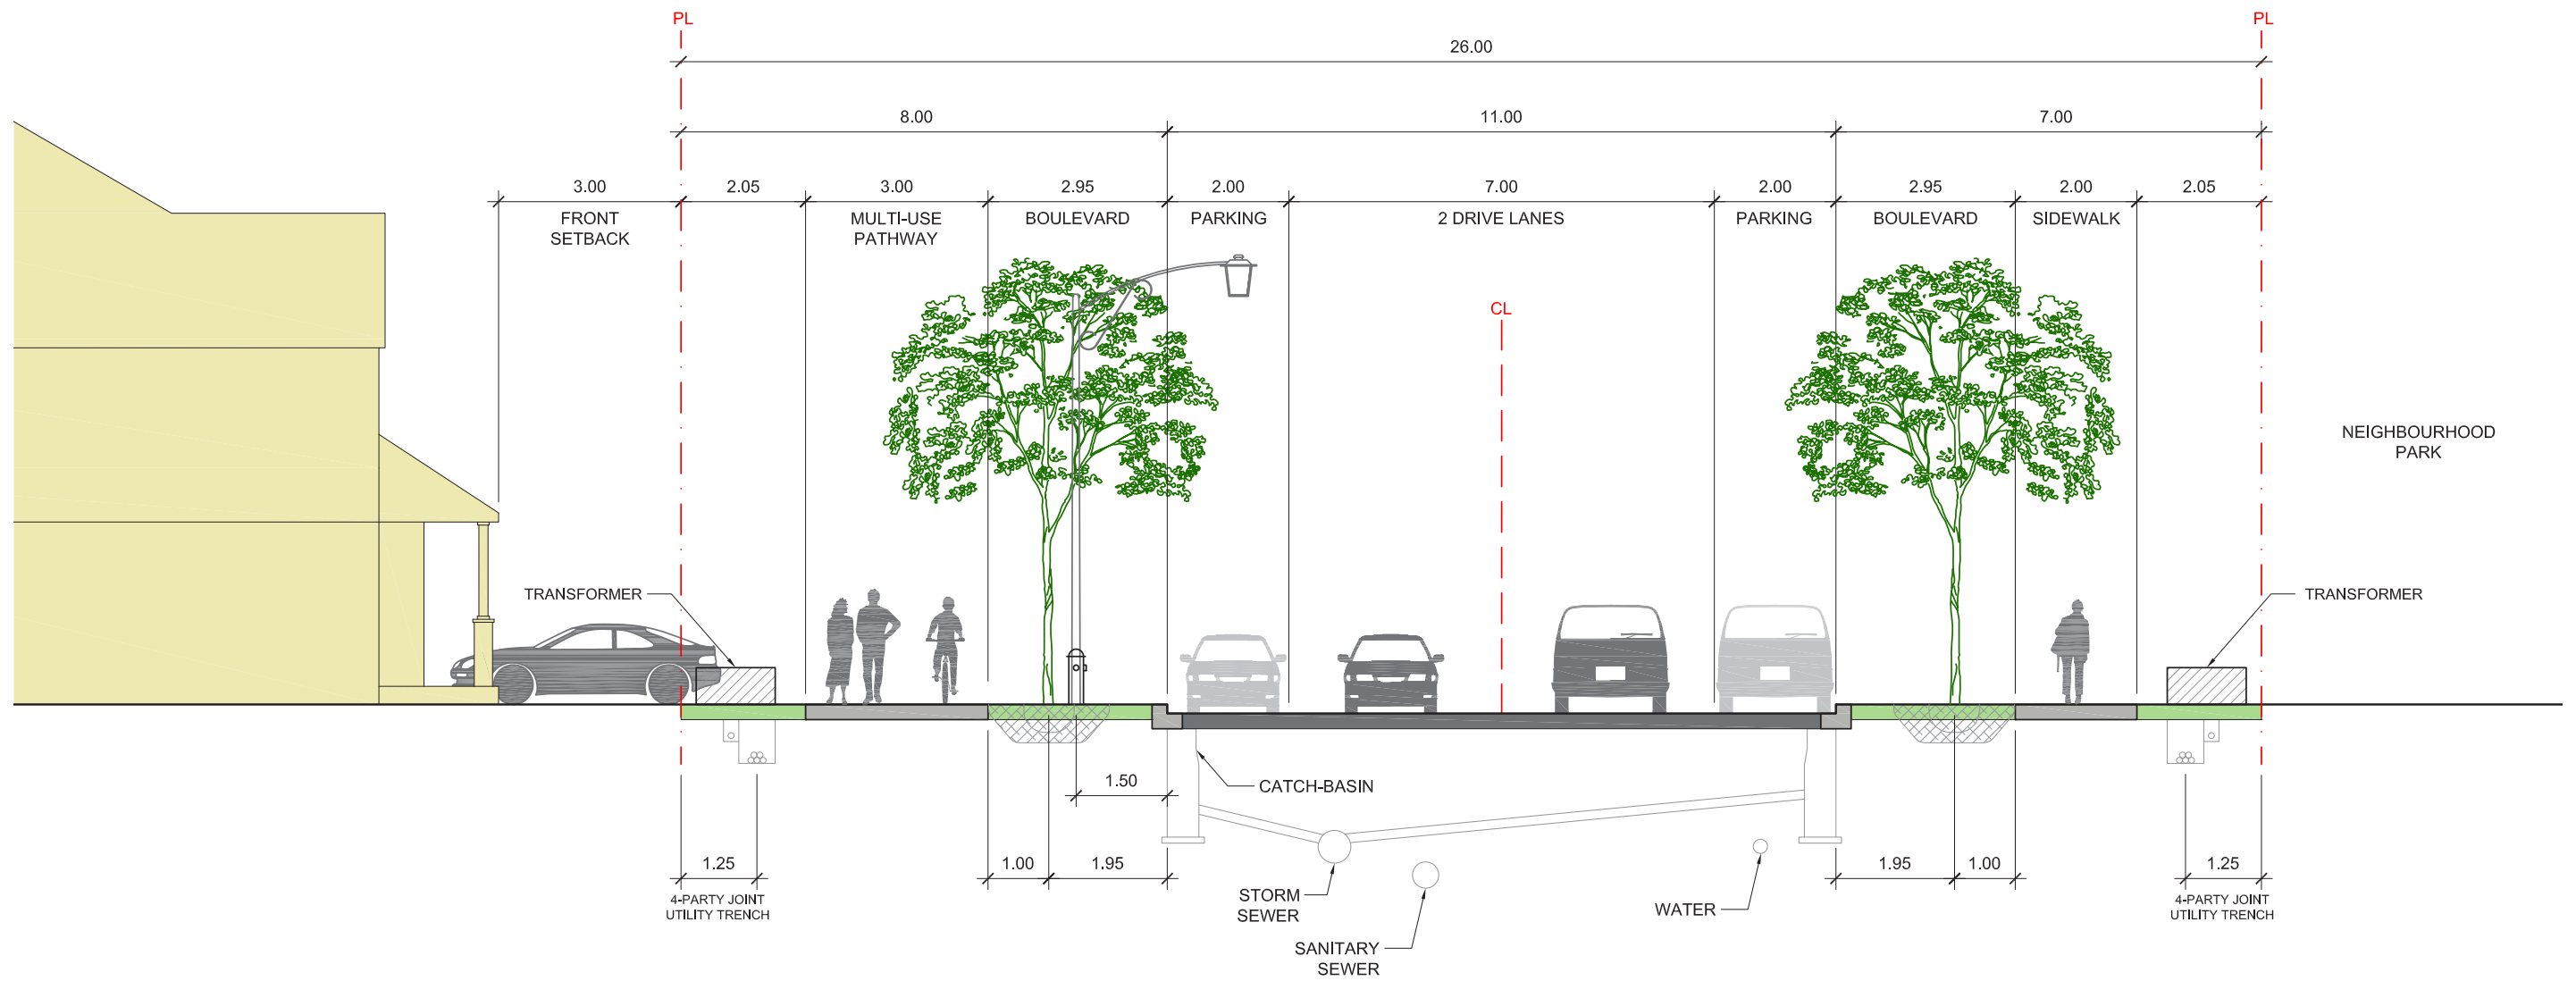 PL
PL
26.00
8.00
11.00
7.00
3.00
2.05
3.00
2.95
2.00
7.00
2.00
2.95
2.00
2.05
FRONT
SETBACK
MULTI-USE
PATHWAY
BOULEVARD
PARKING
2 DRIVE LANES
PARKING
BOULEVARD
SIDEWALK
CL
NEIGHBOURHOOD
PARK
TRANSFORMER
TRANSFORMER
1.50
CATCH-BASIN
1.25
1.00
1.95
1.95
1.00
1.25
4-PARTY JOINT
UTILITY TRENCH
STORM
SEWER
WATER
4-PARTY JOINT
UTILITY TRENCH
SANITARY
SEWER